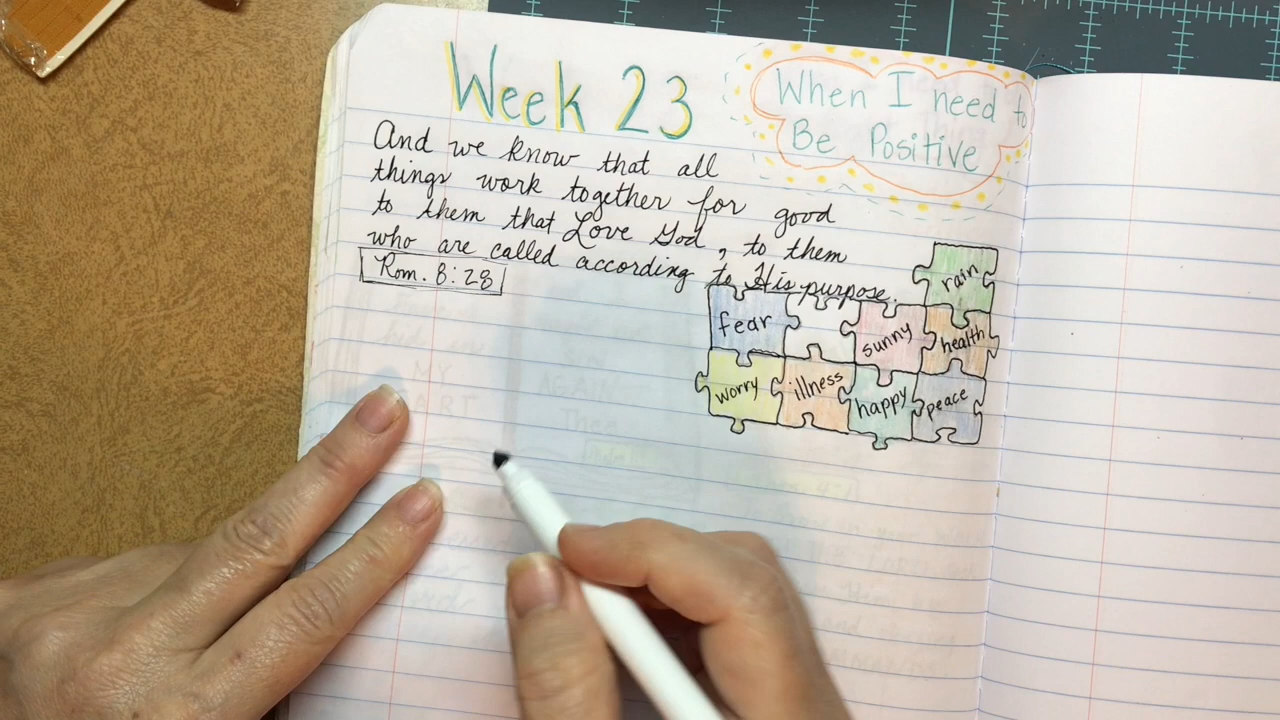 Week 23
When I need to
Be Positive
And we know that all
things work together for good
to them that Love God, to them
who are called according to His purpose.
Rom. 8:28
rain
fear
sunny
health
worry
illness
happy
peace
MY
AGAIN